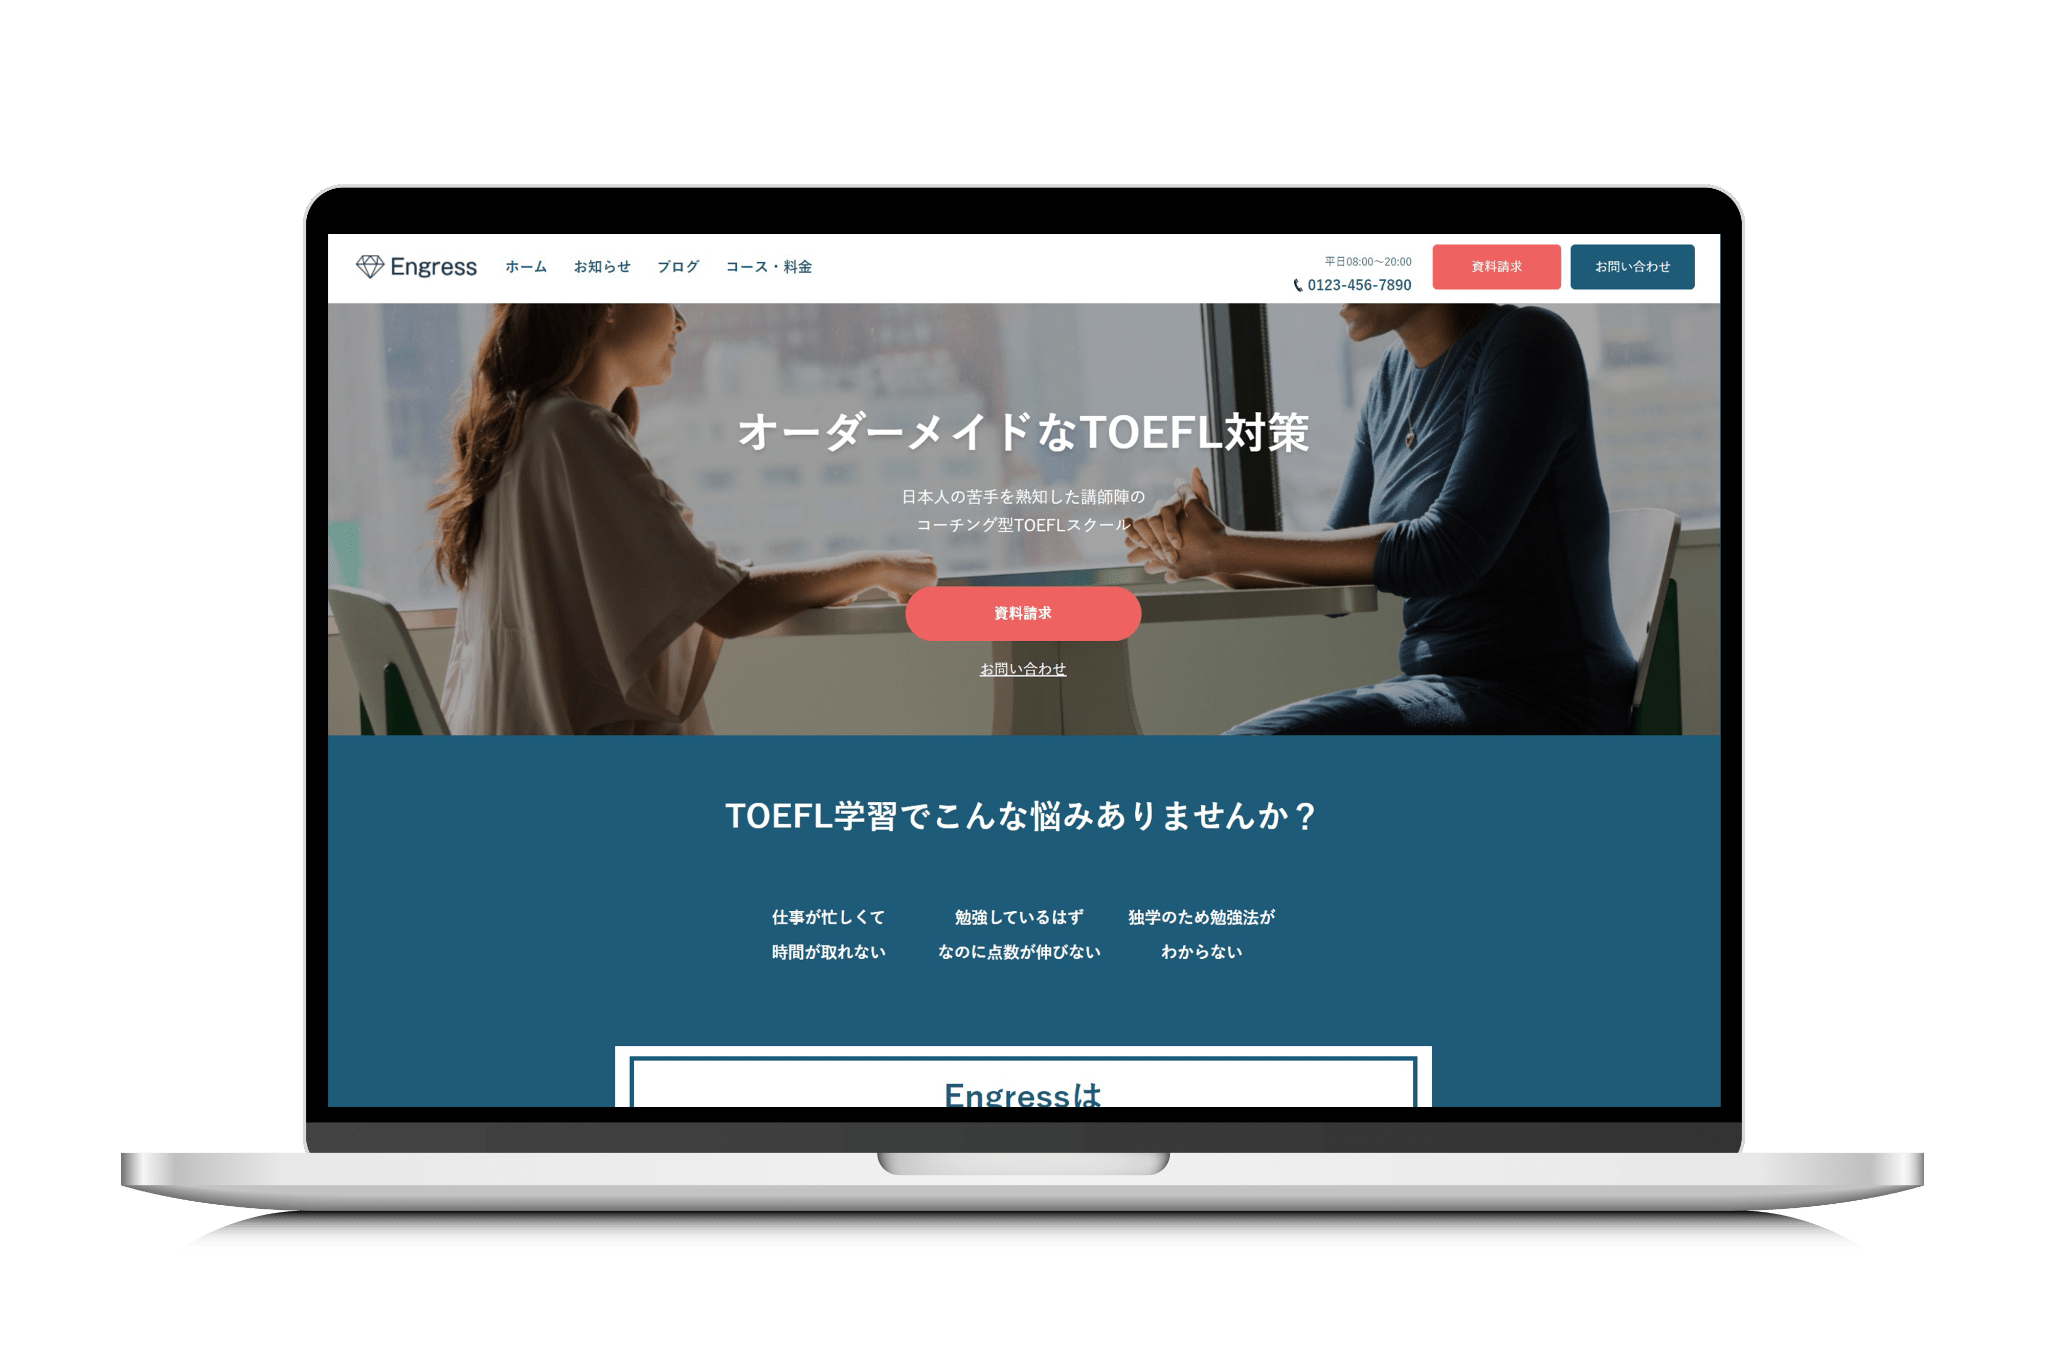 Engress
ホーム
お知らせ
ブログ
コース・料金
平日08:00〜20:00
0123-456-7890
資料請求
お問い合わせ
オーダーメイドなTOEFL対策
日本人の苦手を熟知した講師陣の
コーチング型TOEFLスクール
資料請求
お問い合わせ
TOEFL学習でこんな悩みありませんか？
仕事が忙しくて
時間が取れない
勉強しているはず
なのに点数が伸びない
独学のため勉強法が
わからない
Engressは